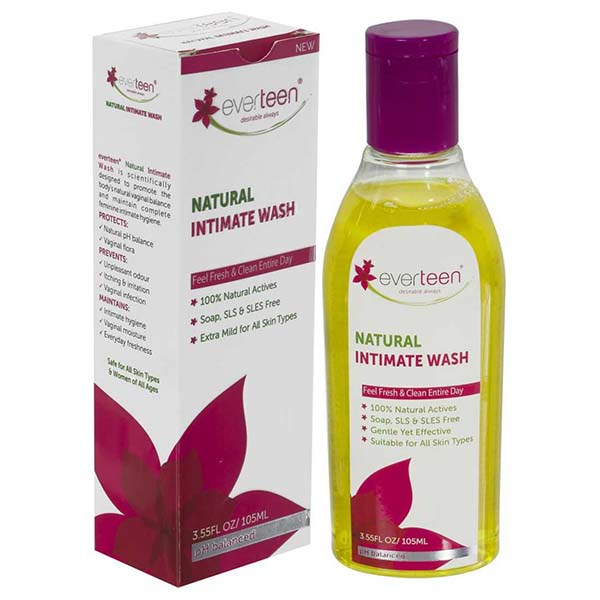 everteen®
desirable always
NATURAL INTIMATE WASH
everteen® Natural Intimate
Wash is scientifically
designed to promote the
body's natural vaginal balance
and maintain complete
feminine intimate hygiene.
PROTECTS:
✓ Natural pH balance
✓ Vaginal flora
PREVENTS:
✓ Unpleasant odour
✓ Itching & irritation
✓ Vaginal infection
MAINTAINS:
✓ Intimate hygiene
✓ Vaginal moisture
✓ Everyday freshness
Safe for All Skin Types
& Women of All Ages
NEW
everteen®
desirable always
NATURAL
INTIMATE WASH
Feel Fresh & Clean Entire Day
100% Natural Actives
Soap, SLS & SLES Free
Extra Mild for All Skin Types
3.55FL OZ/ 105ML
pH balanced
everteen®
desirable always
NATURAL
INTIMATE WASH
Feel Fresh & Clean Entire Day
100% Natural Actives
Soap, SLS & SLES Free
Gentle Yet Effective
Suitable for All Skin Types
3.55FL OZ/ 105ML
pH balanced